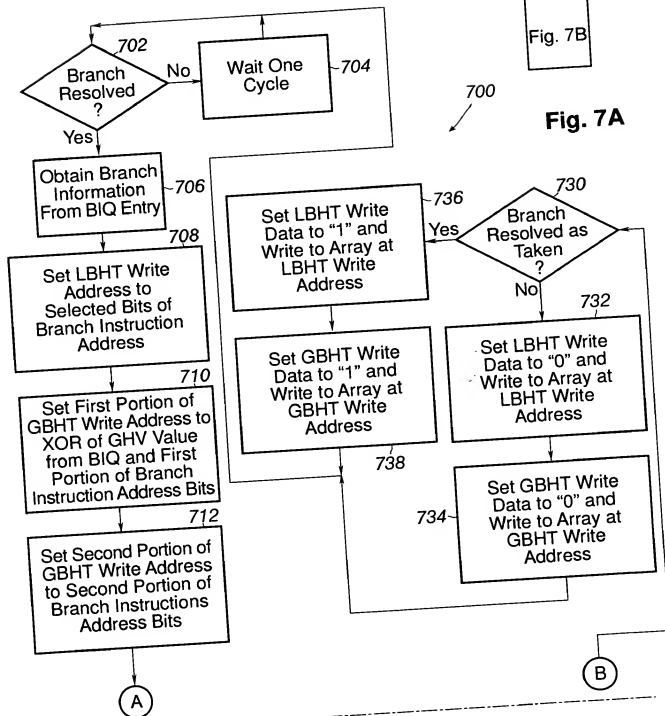 Fig. 7B
Fig. 7A
700
702
Branch
Resolved
?
No
Yes
Wait One
Cycle
704
Obtain Branch
Information
From BIQ Entry
706
708
Set LBHT Write
Address to
Selected Bits of
Branch Instruction
Address
710
Set First Portion of
GBHT Write Address to
XOR of GHV Value
from BIQ and First
Portion of Branch
Instruction Address Bits
712
Set Second Portion of
GBHT Write Address
to Second Portion of
Branch Instructions
Address Bits
A
736
Set LBHT Write
Data to “1” and
Write to Array at
LBHT Write
Address
Set GBHT Write
Data to “1” and
Write to Array at
GBHT Write
Address
738
730
Branch
Resolved as
Taken
?
Yes
No
732
Set LBHT Write
Data to “0” and
Write to Array at
LBHT Write
Address
734
Set GBHT Write
Data to “0” and
Write to Array at
GBHT Write
Address
B